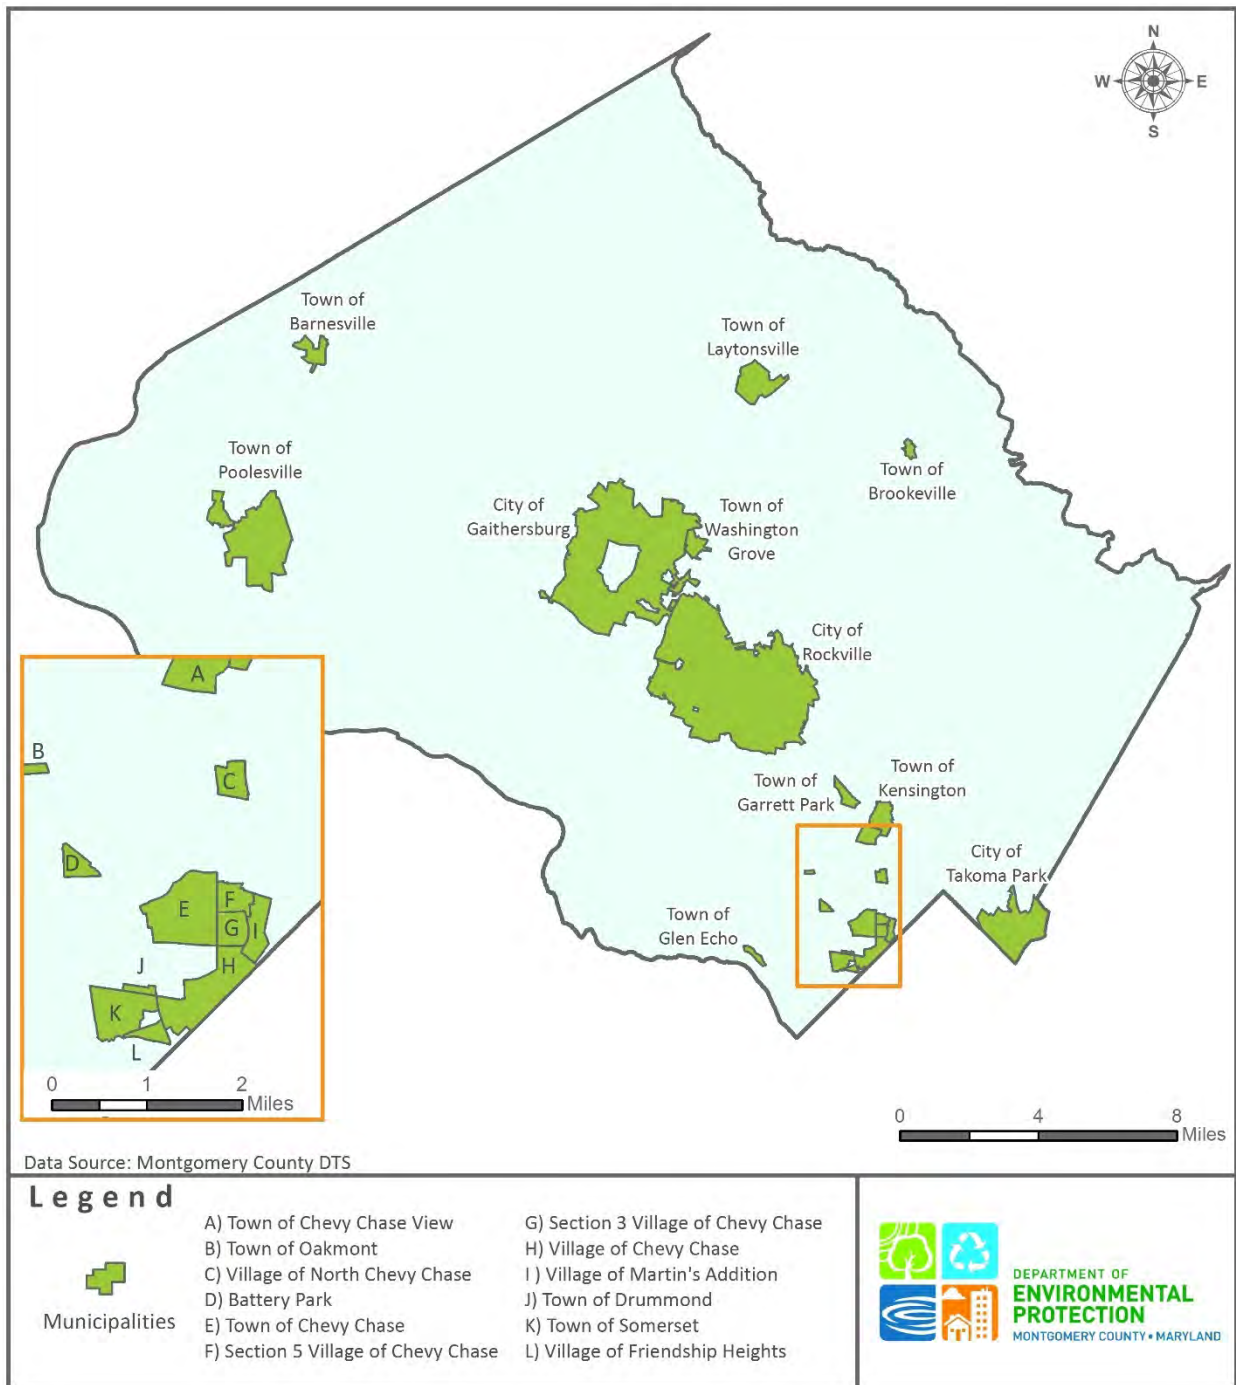 N
W E
S
Town of
Barnesville
Town of
Laytonsville
Town of
Poolesville
Town of
Brookeville
City of
Gaithersburg
Town of
Washington
Grove
City of
Rockville
Town of
Garrett Park
Town of
Kensington
City of
Takoma Park
Town of
Glen Echo
A
B
C
D
E
F
G
I
H
J
K
L
0 1 2
Miles
0 4 8
Miles
Data Source: Montgomery County DTS
Legend
Municipalities
A) Town of Chevy Chase View
B) Town of Oakmont
C) Village of North Chevy Chase
D) Battery Park
E) Town of Chevy Chase
F) Section 5 Village of Chevy Chase
G) Section 3 Village of Chevy Chase
H) Village of Chevy Chase
I ) Village of Martin's Addition
J) Town of Drummond
K) Town of Somerset
L) Village of Friendship Heights
DEPARTMENT OF
ENVIRONMENTAL
PROTECTION
MONTGOMERY COUNTY • MARYLAND